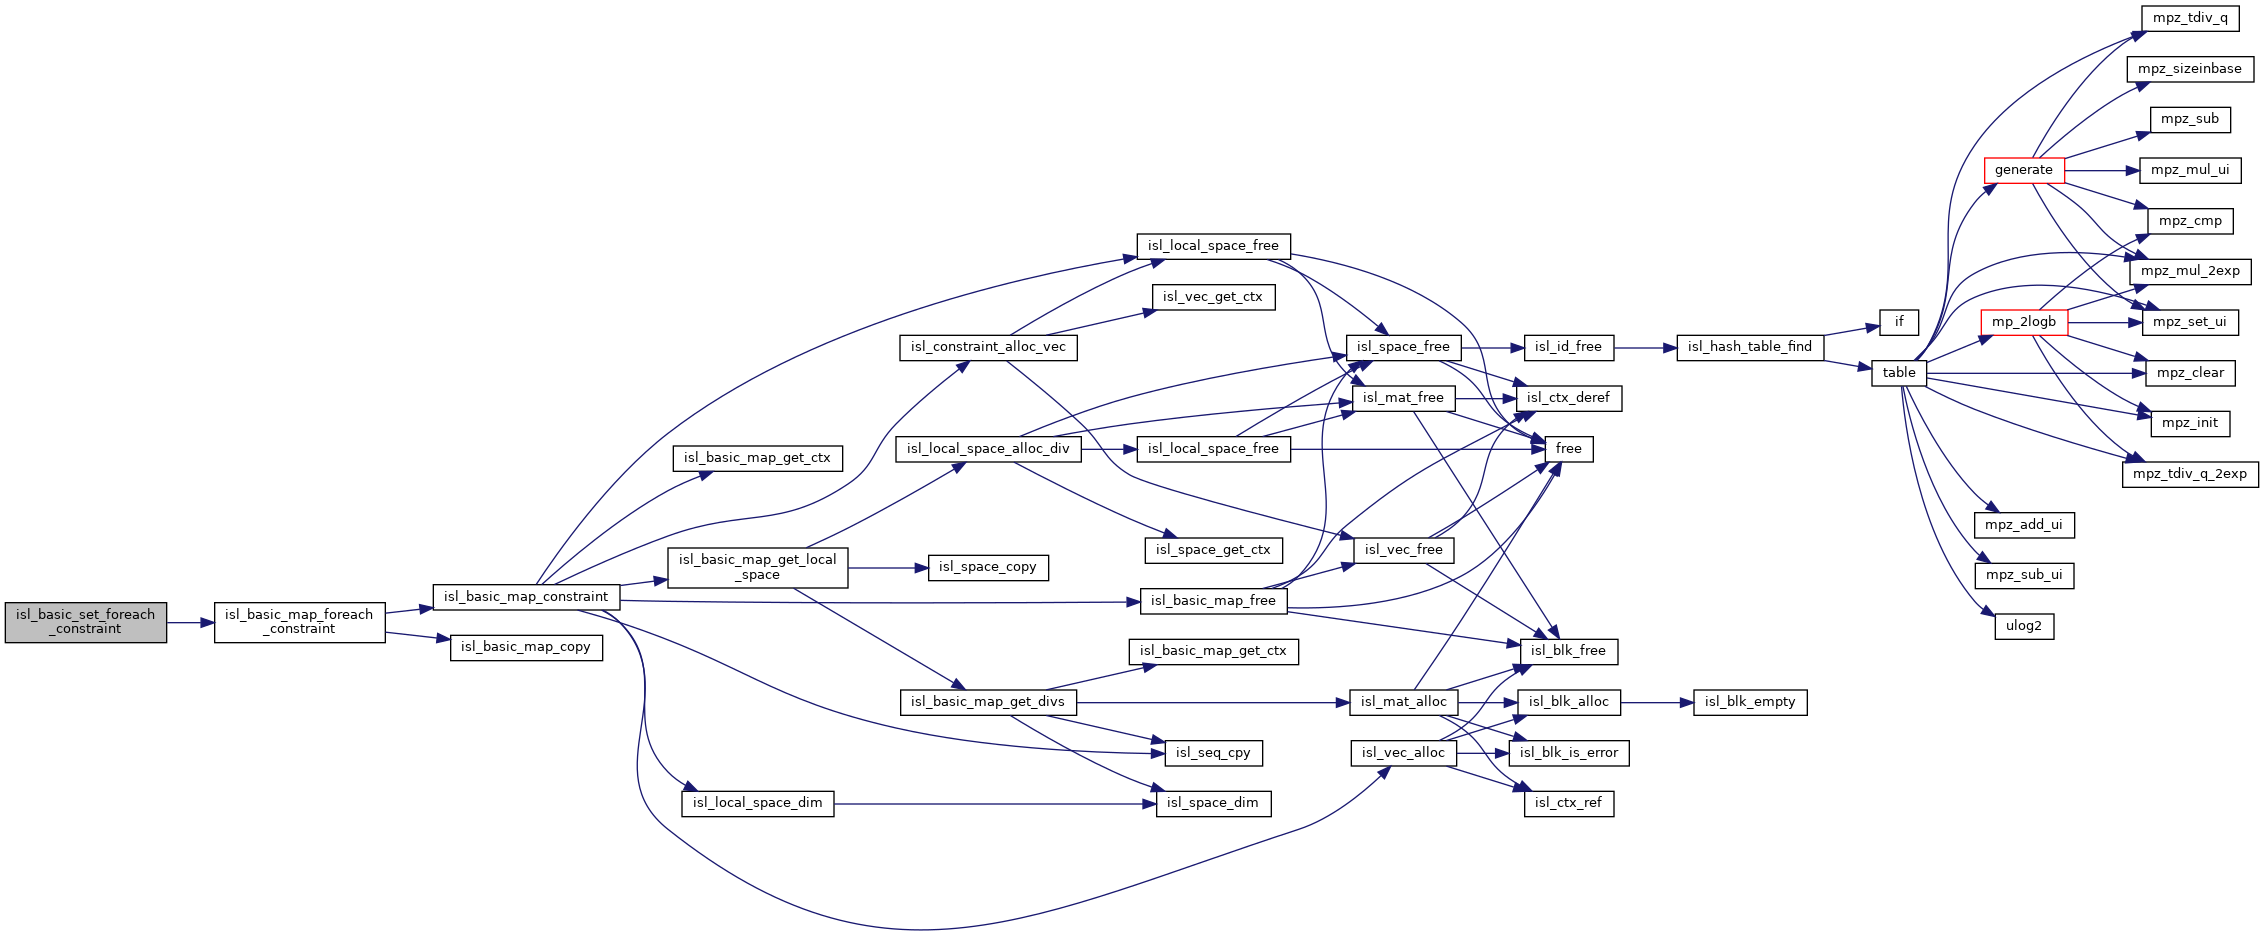 isl_basic_set_foreach
_constraint
isl_basic_map_foreach
_constraint
isl_basic_map_constraint
isl_basic_map_copy
isl_basic_map_get_ctx
isl_basic_map_get_local
_space
isl_local_space_dim
isl_constraint_alloc_vec
isl_local_space_alloc_div
isl_space_copy
isl_basic_map_get_divs
isl_local_space_free
isl_vec_get_ctx
isl_local_space_free
isl_space_get_ctx
isl_basic_map_free
isl_basic_map_get_ctx
isl_seq_cpy
isl_space_dim
isl_space_free
isl_mat_free
isl_vec_free
isl_mat_alloc
isl_vec_alloc
isl_id_free
isl_ctx_deref
free
isl_blk_free
isl_blk_alloc
isl_blk_is_error
isl_ctx_ref
isl_hash_table_find
isl_blk_empty
if
table
generate
mp_2logb
mpz_add_ui
mpz_sub_ui
ulog2
mpz_tdiv_q
mpz_sizeinbase
mpz_sub
mpz_mul_ui
mpz_cmp
mpz_mul_2exp
mpz_set_ui
mpz_clear
mpz_init
mpz_tdiv_q_2exp